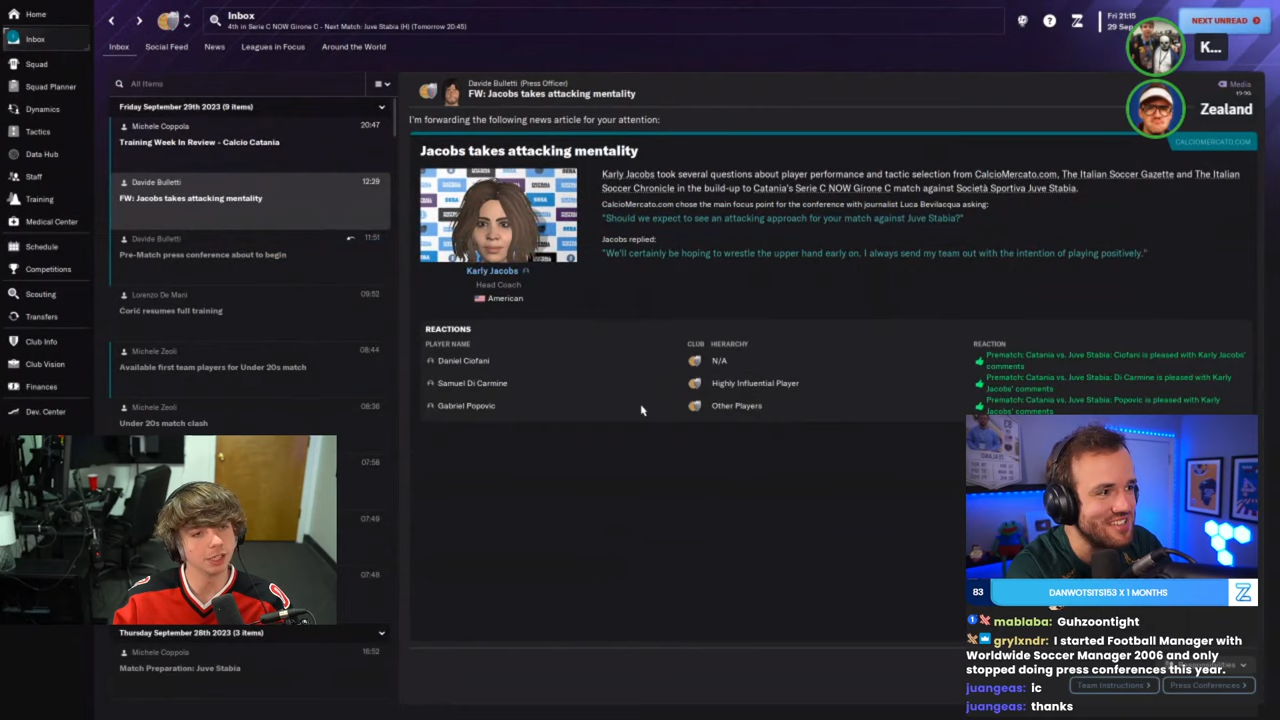 Home
Inbox
Squad
Squad Planner
Dynamics
Tactics
Data Hub
Staff
Training
Medical Center
Schedule
Competitions
Scouting
Transfers
Club Info
Club Vision
Finances
Dev. Center
Inbox
4th in Serie C NOW Girone C - Next Match: Juve Stabia (H) (Tomorrow 20:45)
Fri 21:15
29 Sep
NEXT UNREAD
K...
Zealand
Inbox
Social Feed
News
Leagues in Focus
Around the World
All Items
Friday September 29th 2023 (9 items)
Michele Coppola 20:47
Training Week In Review - Calcio Catania
Davide Bulletti 12:29
FW: Jacobs takes attacking mentality
Davide Bulletti 11:51
Pre-Match press conference about to begin
Lorenzo De Mani 09:52
Corić resumes full training
Michele Zeoli 08:44
Available first team players for Under 20s match
Michele Zeoli 08:36
Under 20s match clash
07:56
07:49
07:48
Thursday September 28th 2023 (3 items)
Michele Coppola 16:52
Match Preparation: Juve Stabia
Davide Bulletti (Press Officer)
FW: Jacobs takes attacking mentality
Media
I'm forwarding the following news article for your attention:
CALCIOMERCATO.COM
Jacobs takes attacking mentality
Karly Jacobs took several questions about player performance and tactic selection from CalcioMercato.com, The Italian Soccer Gazette and The Italian
Soccer Chronicle in the build-up to Catania's Serie C NOW Girone C match against Società Sportiva Juve Stabia.
CalcioMercato.com chose the main focus point for the conference with journalist Luca Bevilacqua asking:
"Should we expect to see an attacking approach for your match against Juve Stabia?"
Jacobs replied:
"We'll certainly be hoping to wrestle the upper hand early on. I always send my team out with the intention of playing positively."
Karly Jacobs
Head Coach
American
REACTIONS
PLAYER NAME CLUB HIERARCHY REACTION
Daniel Ciofani N/A Prematch: Catania vs. Juve Stabia: Ciofani is pleased with Karly Jacobs'
comments
Samuel Di Carmine Highly Influential Player Prematch: Catania vs. Juve Stabia: Di Carmine is pleased with Karly
Jacobs' comments
Gabriel Popovic Other Players Prematch: Catania vs. Juve Stabia: Popovic is pleased with Karly
Jacobs' comments
83 DANWOTSITS153 X 1 MONTHS
mablaba: Guhzoontight
grylxndr: I started Football Manager with
Worldwide Soccer Manager 2006 and only
stopped doing press conferences this year.
juangeas: ic
juangeas: thanks
Team Instructions
Press Conferences